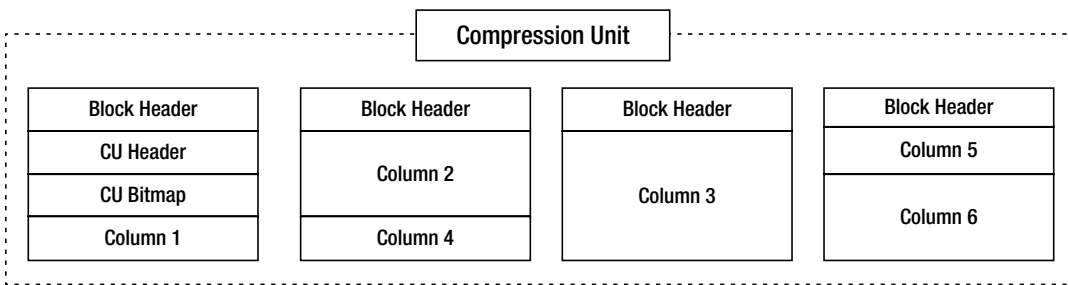 Compression Unit
Block Header
CU Header
CU Bitmap
Column 1
Block Header
Column 2
Column 4
Block Header
Column 3
Block Header
Column 5
Column 6